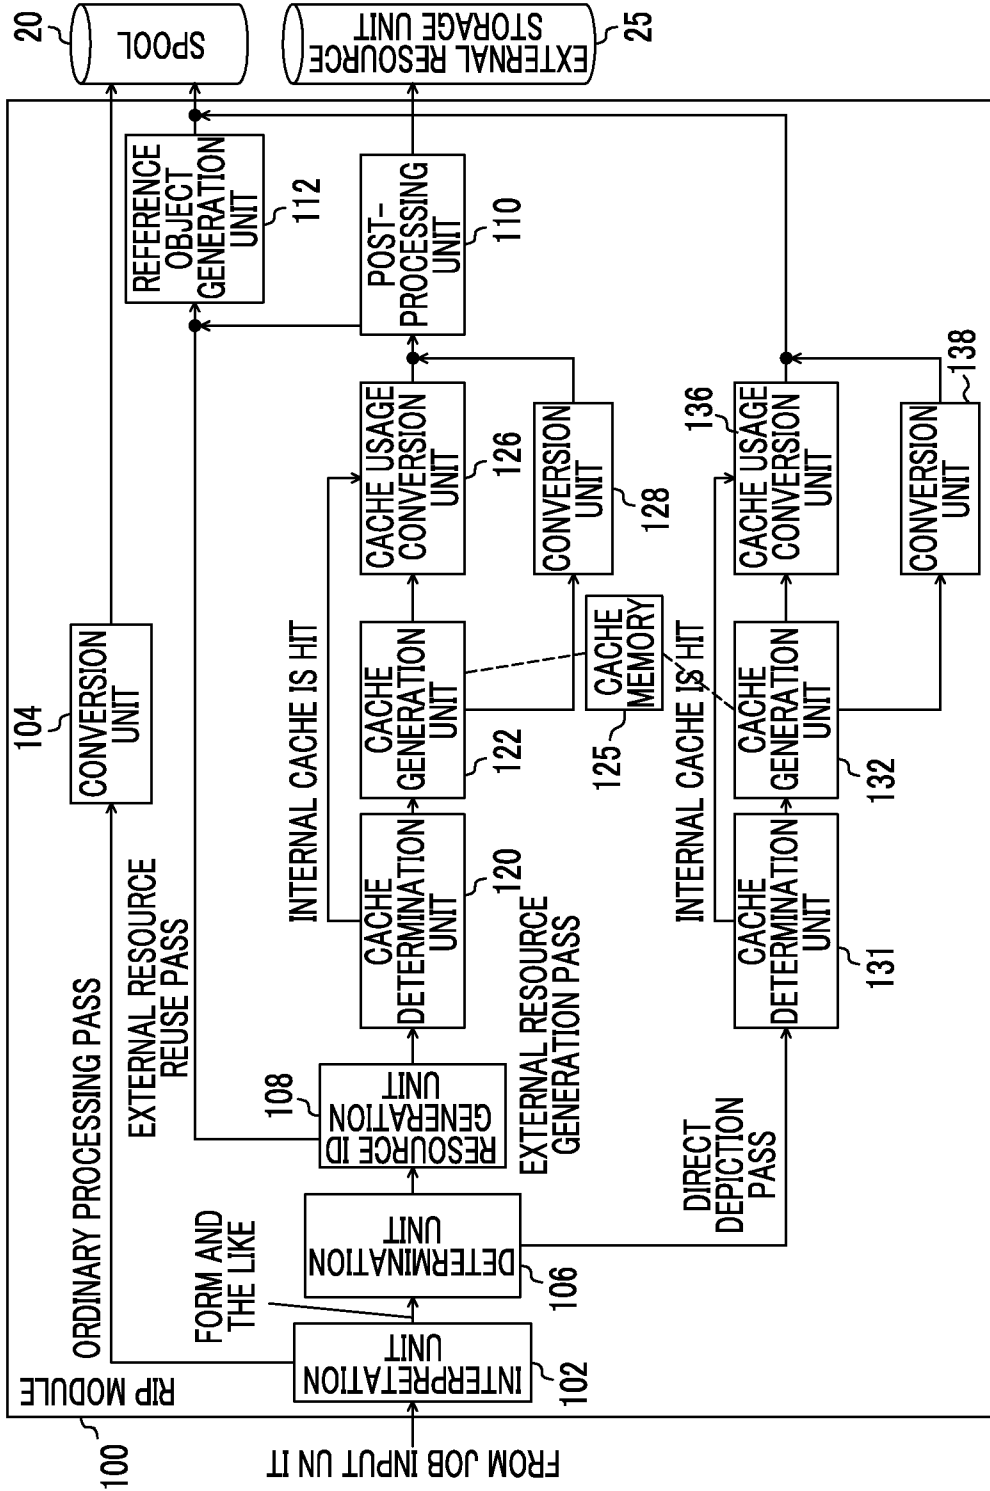 100
RIP MODULE
FROM JOB INPUT UN IT
INTERPRETATION
UNIT
102
FORM AND
THE LIKE
DETERMINATION
UNIT
106
ORDINARY PROCESSING PASS
CONVERSION
UNIT
104
EXTERNAL RESOURCE
REUSE PASS
RESOURCE ID
GENERATION
UNIT
108
EXTERNAL RESOURCE
GENERATION PASS
CACHE
DETERMINATION
UNIT
120
INTERNAL CACHE IS HIT
CACHE
GENERATION
UNIT
122
CACHE USAGE
CONVERSION
UNIT
126
CONVERSION
UNIT
128
CACHE
MEMORY
125
POST-
PROCESSING
UNIT
110
REFERENCE
OBJECT
GENERATION
UNIT
112
SPOOL
20
EXTERNAL RESOURCE
STORAGE UNIT
25
DIRECT
DEPICTION
PASS
CACHE
DETERMINATION
UNIT
131
INTERNAL CACHE IS HIT
CACHE
GENERATION
UNIT
132
CACHE USAGE
CONVERSION
UNIT
136
CONVERSION
UNIT
138